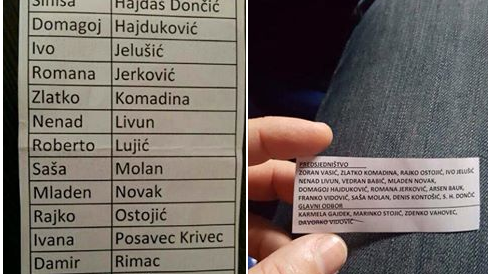 Siniša Hajdaš Dončić
Domagoj Hajduković
Ivo Jelušić
Romana Jerković
Zlatko Komadina
Nenad Livun
Roberto Lujić
Saša Molan
Mladen Novak
Rajko Ostojić
Ivana Posavec Krivec
Damir Rimac
PREDSJEDNIŠTVO
ZORAN VASIĆ, ZLATKO KOMADINA, RAJKO OSTOJIĆ, IVO JELUŠIĆ
NENAD LIVUN, VEDRAN BABIĆ, MLADEN NOVAK,
DOMAGOJ HAJDUKOVIĆ, ROMANA JERKOVIĆ, ARSEN BAUK,
FRANKO VIDOVIĆ, SAŠA MOLAN, DENIS KONTOŠIĆ, S. H. DONČIĆ
GLAVNI ODBOR
KARMELA GAJDEK, MARINKO STOJIĆ, ZDENKO VAHOVEC,
DAVORKO VIDOVIĆ